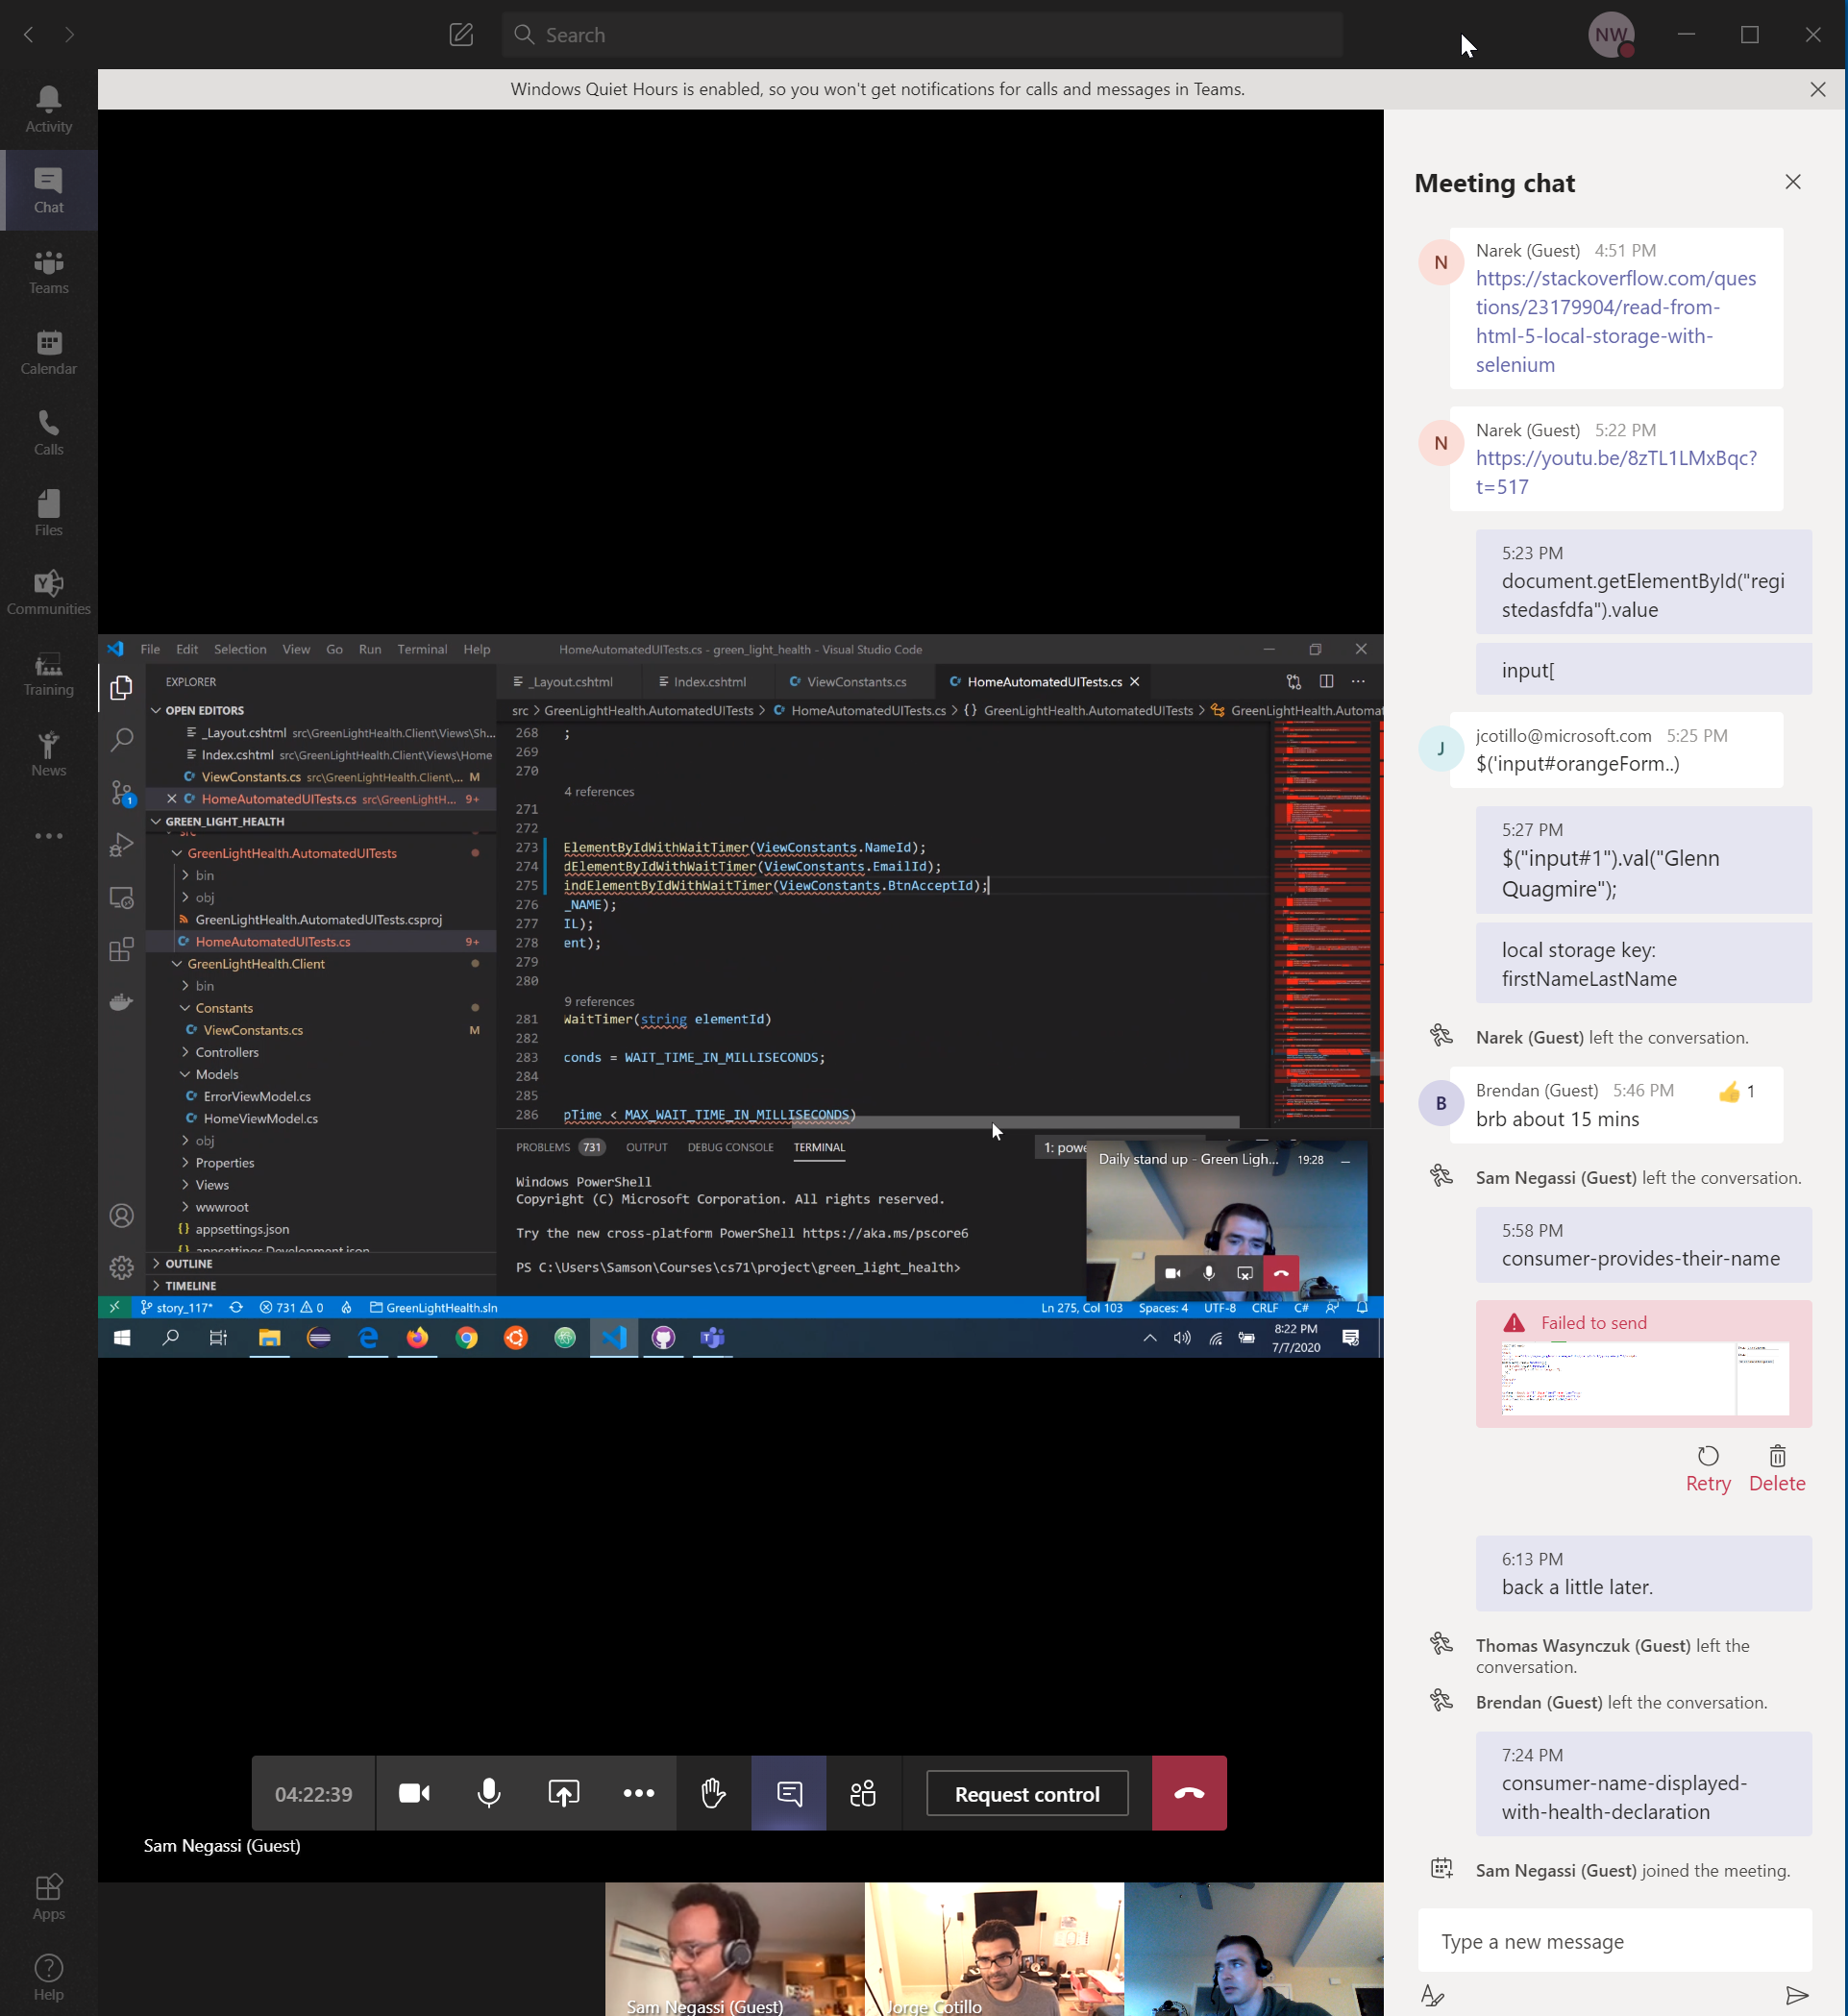 Search
NW
Windows Quiet Hours is enabled, so you won't get notifications for calls and messages in Teams.
Activity
Chat
Teams
Calendar
Calls
Files
Communities
Training
News
Apps
Help
File Edit Selection View Go Run Terminal Help
HomeAutomatedUITests.cs - green_light_health - Visual Studio Code
EXPLORER
OPEN EDITORS
_Layout.cshtml src\GreenLightHealth.Client\Views\Sh...
Index.cshtml src\GreenLightHealth.Client\Views\Home
ViewConstants.cs src\GreenLightHealth.Client\... M
HomeAutomatedUITests.cs src\GreenLightH... 9+
GREEN_LIGHT_HEALTH
src
GreenLightHealth.AutomatedUITests
bin
obj
GreenLightHealth.AutomatedUITests.csproj
HomeAutomatedUITests.cs 9+
GreenLightHealth.Client
bin
Constants
ViewConstants.cs M
Controllers
Models
ErrorViewModel.cs
HomeViewModel.cs
obj
Properties
Views
wwwroot
appsettings.json
appsettings.Development.json
OUTLINE
TIMELINE
_Layout.cshtml Index.cshtml ViewConstants.cs HomeAutomatedUITests.cs
src > GreenLightHealth.AutomatedUITests > HomeAutomatedUITests.cs > {} GreenLightHealth.AutomatedUITests > GreenLightHealth.Automat
268 ;
269
270
4 references
271
272
273 ElementByIdWithWaitTimer(ViewConstants.NameId);
274 dElementByIdWithWaitTimer(ViewConstants.EmailId);
275 indElementByIdWithWaitTimer(ViewConstants.BtnAcceptId);
276 _NAME);
277 IL);
278 ent);
279
280
9 references
281 WaitTimer(string elementId)
282
283 conds = WAIT_TIME_IN_MILLISECONDS;
284
285
286 pTime < MAX_WAIT_TIME_IN_MILLISECONDS)
PROBLEMS 731 OUTPUT DEBUG CONSOLE TERMINAL 1: powe
Windows PowerShell
Copyright (C) Microsoft Corporation. All rights reserved.
Try the new cross-platform PowerShell https://aka.ms/pscore6
PS C:\Users\Samson\Courses\cs71\project\green_light_health>
Daily stand up - Green Ligh... 19:28
story_117* 731 0 GreenLightHealth.sln Ln 275, Col 103 Spaces: 4 UTF-8 CRLF C#
8:22 PM
7/7/2020
04:22:39
Request control
Sam Negassi (Guest)
Sam Negassi (Guest)
Jorge Cotillo
Meeting chat
N
Narek (Guest) 4:51 PM
https://stackoverflow.com/ques
tions/23179904/read-from-
html-5-local-storage-with-
selenium
N
Narek (Guest) 5:22 PM
https://youtu.be/8zTL1LMxBqc?
t=517
5:23 PM
document.getElementById("regi
stedasfdfa").value
input[
J
jcotillo@microsoft.com 5:25 PM
$('input#orangeForm..)
5:27 PM
$("input#1").val("Glenn
Quagmire");
local storage key:
firstNameLastName
Narek (Guest) left the conversation.
B
Brendan (Guest) 5:46 PM 1
brb about 15 mins
Sam Negassi (Guest) left the conversation.
5:58 PM
consumer-provides-their-name
Failed to send
Retry Delete
6:13 PM
back a little later.
Thomas Wasynczuk (Guest) left the
conversation.
Brendan (Guest) left the conversation.
7:24 PM
consumer-name-displayed-
with-health-declaration
Sam Negassi (Guest) joined the meeting.
Type a new message